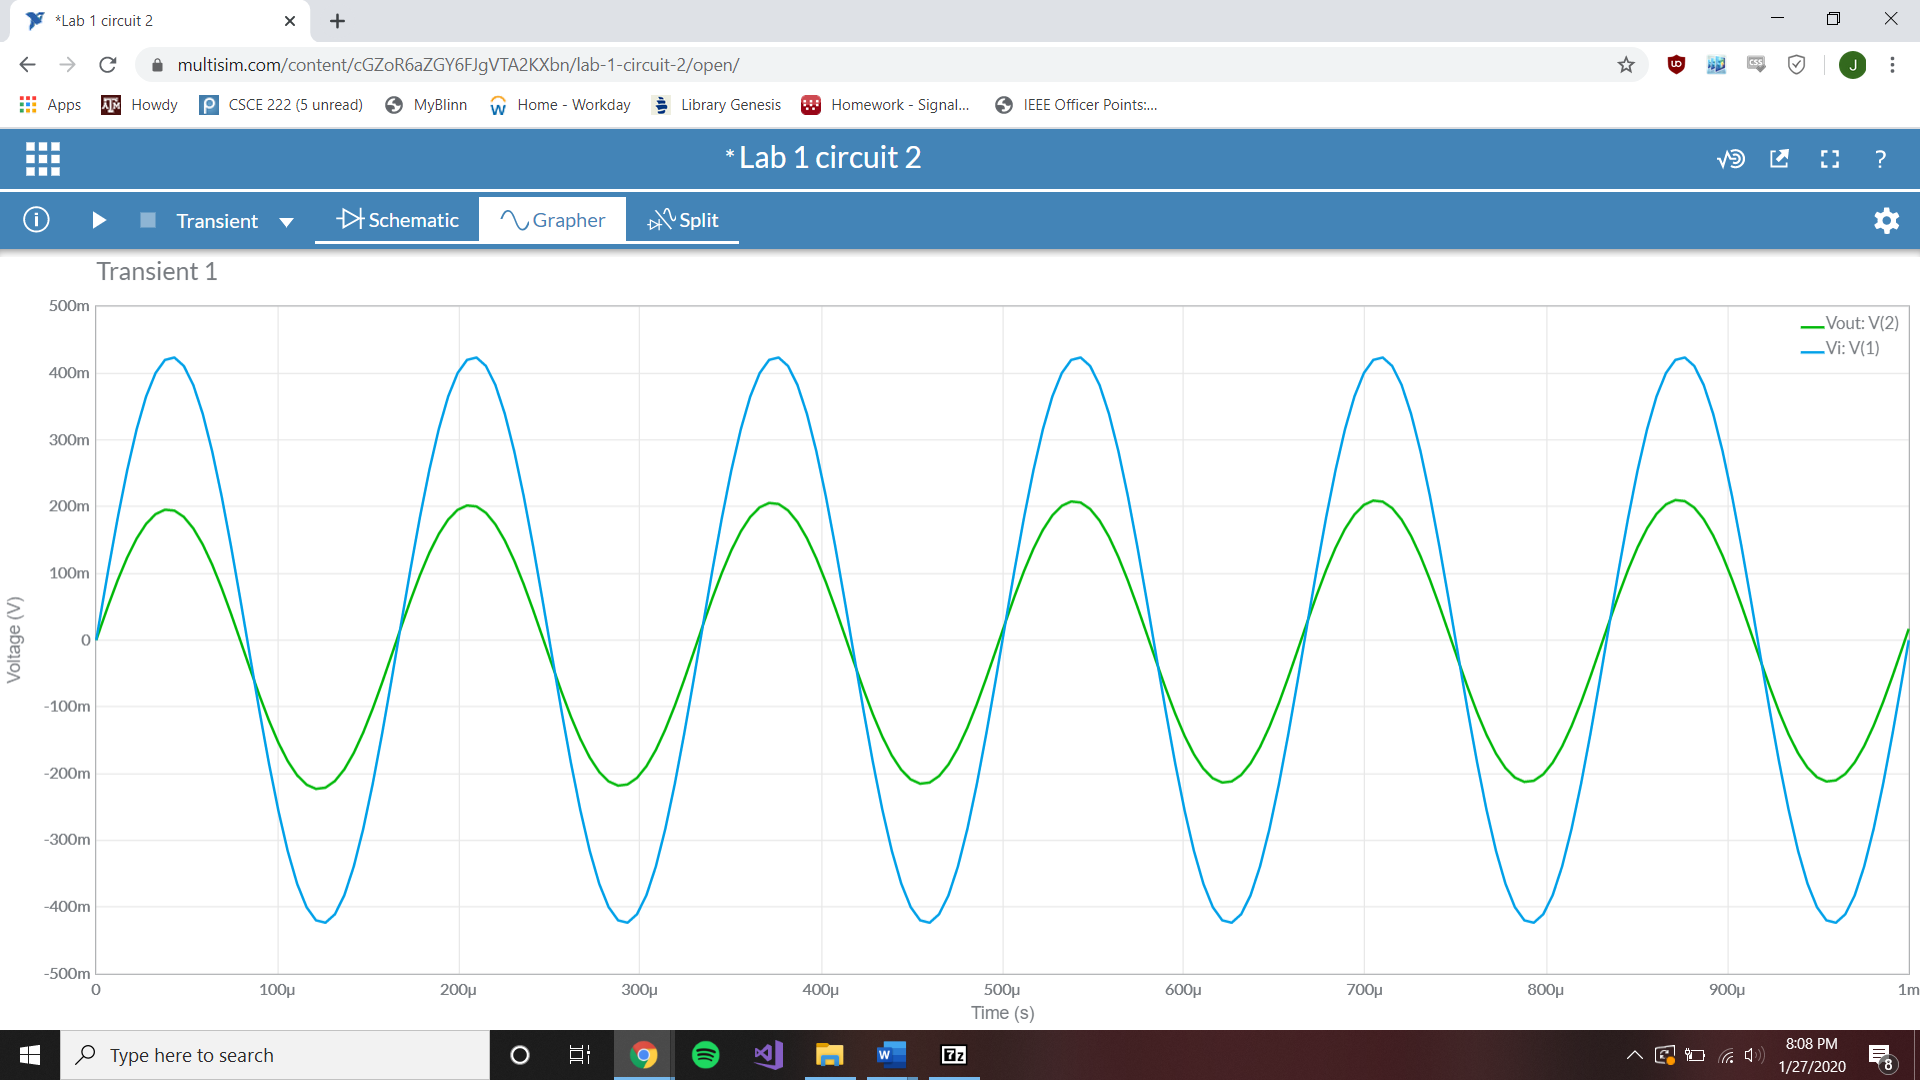 *Lab 1 circuit 2
multisim.com/content/cGZoR6aZGY6FJgVTA2KXbn/lab-1-circuit-2/open/
J
Apps Howdy CSCE 222 (5 unread) MyBlinn Home - Workday Library Genesis Homework - Signal... IEEE Officer Points:...
*Lab 1 circuit 2
?
Transient Schematic Grapher Split
Transient 1
Vout: V(2)
Vi: V(1)
500m
400m
300m
200m
100m
0
-100m
-200m
-300m
-400m
-500m
Voltage (V)
0 100µ 200µ 300µ 400µ 500µ 600µ 700µ 800µ 900µ 1m
Time (s)
Type here to search
8:08 PM
1/27/2020
8